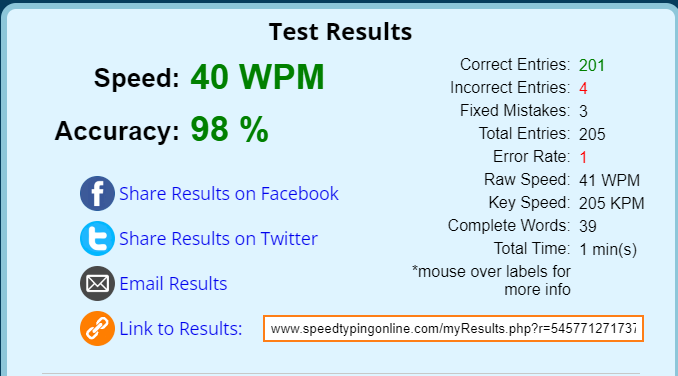 Test Results
Speed: 40 WPM
Accuracy: 98 %
Share Results on Facebook
Share Results on Twitter
Email Results
Link to Results: www.speedtypingonline.com/myResults.php?r=545771271737
Correct Entries: 201
Incorrect Entries: 4
Fixed Mistakes: 3
Total Entries: 205
Error Rate: 1
Raw Speed: 41 WPM
Key Speed: 205 KPM
Complete Words: 39
Total Time: 1 min(s)
*mouse over labels for
more info